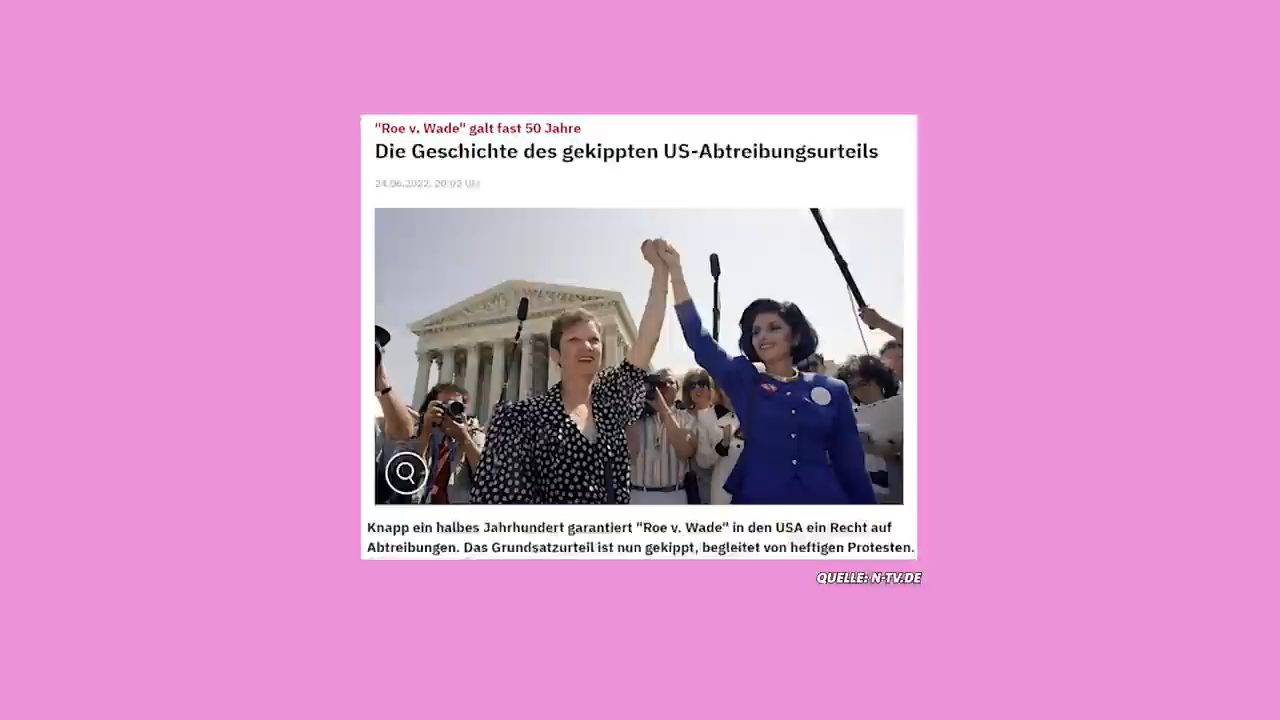 "Roe v. Wade" galt fast 50 Jahre
Die Geschichte des gekippten US-Abtreibungsurteils
24.06.2022, 20:02 Uhr
Knapp ein halbes Jahrhundert garantiert "Roe v. Wade" in den USA ein Recht auf
Abtreibungen. Das Grundsatzurteil ist nun gekippt, begleitet von heftigen Protesten.
QUELLE: N-TV.DE